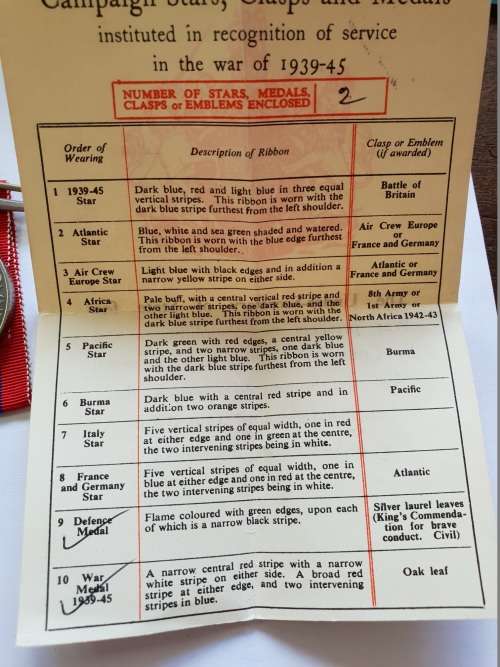 Campaign Stars, Clasps and Medals
instituted in recognition of service
in the war of 1939-45
NUMBER OF STARS, MEDALS,
CLASPS or EMBLEMS ENCLOSED
2
Order of
Wearing
Description of Ribbon
Clasp or Emblem
(if awarded)
1 1939-45
Star
Dark blue, red and light blue in three equal
vertical stripes. This ribbon is worn with the
dark blue stripe furthest from the left shoulder.
Battle of
Britain
2 Atlantic
Star
Blue, white and sea green shaded and watered.
This ribbon is worn with the blue edge furthest
from the left shoulder.
Air Crew Europe
or
France and Germany
3 Air Crew
Europe Star
Light blue with black edges and in addition a
narrow yellow stripe on either side.
Atlantic or
France and Germany
4 Africa
Star
Pale buff, with a central vertical red stripe and
two narrower stripes, one dark blue, and the
other light blue. This ribbon is worn with the
dark blue stripe furthest from the left shoulder.
8th Army or
1st Army or
North Africa 1942-43
5 Pacific
Star
Dark green with red edges, a central yellow
stripe, and two narrow stripes, one dark blue
and the other light blue. This ribbon is worn
with the dark blue stripe furthest from the left
shoulder.
Burma
6 Burma
Star
Dark blue with a central red stripe and in
addition two orange stripes.
Pacific
7 Italy
Star
Five vertical stripes of equal width, one in red
at either edge and one in green at the centre,
the two intervening stripes being in white.
8 France
and Germany
Star
Five vertical stripes of equal width, one in
blue at either edge and one in red at the centre,
the two intervening stripes being in white.
Atlantic
9 Defence
Medal
Flame coloured with green edges, upon each
of which is a narrow black stripe.
Silver laurel leaves
(King's Commenda-
tion for brave
conduct. Civil)
10 War
Medal
1939-45
A narrow central red stripe with a narrow
white stripe on either side. A broad red
stripe at either edge, and two intervening
stripes in blue.
Oak leaf